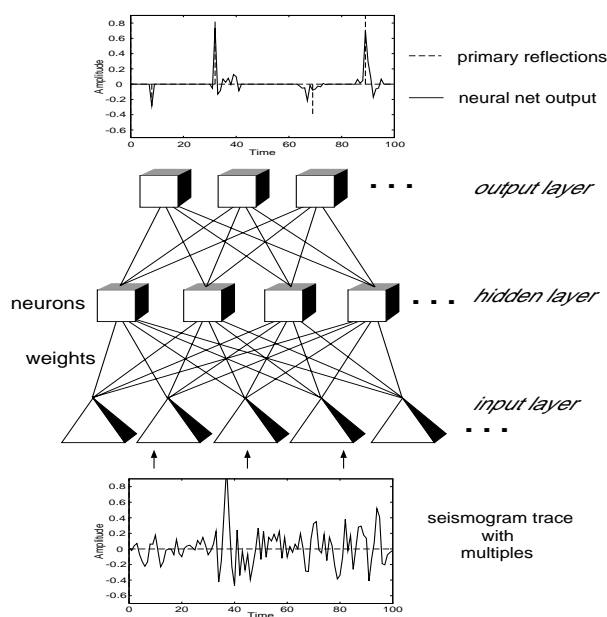 0.8
0.6
0.4
0.2
0
-0.2
-0.4
-0.6
Amplitude
0 20 40 60 80 100
Time
primary reflections
neural net output
output layer
neurons
hidden layer
weights
input layer
0.8
0.6
0.4
0.2
0
-0.2
-0.4
-0.6
Amplitude
0 20 40 60 80 100
Time
seismogram trace
with
multiples